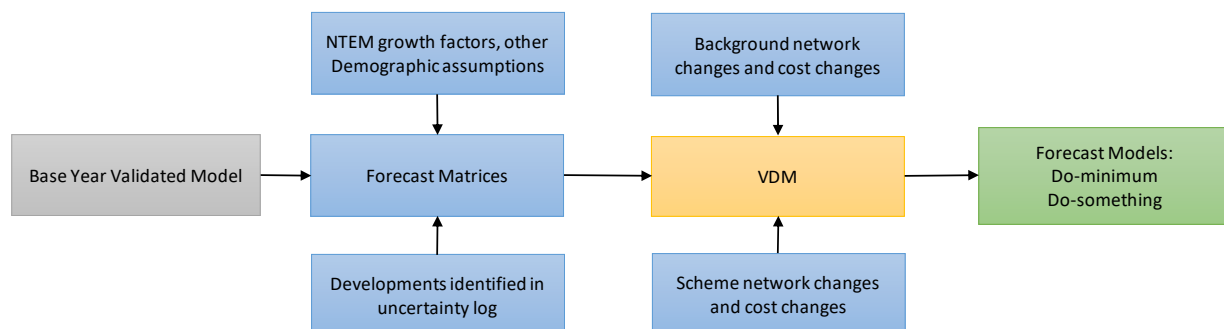 NTEM growth factors, other
Demographic assumptions
Background network
changes and cost changes
Base Year Validated Model
Forecast Matrices
VDM
Forecast Models:
Do-minimum
Do-something
Developments identified in
uncertainty log
Scheme network changes
and cost changes